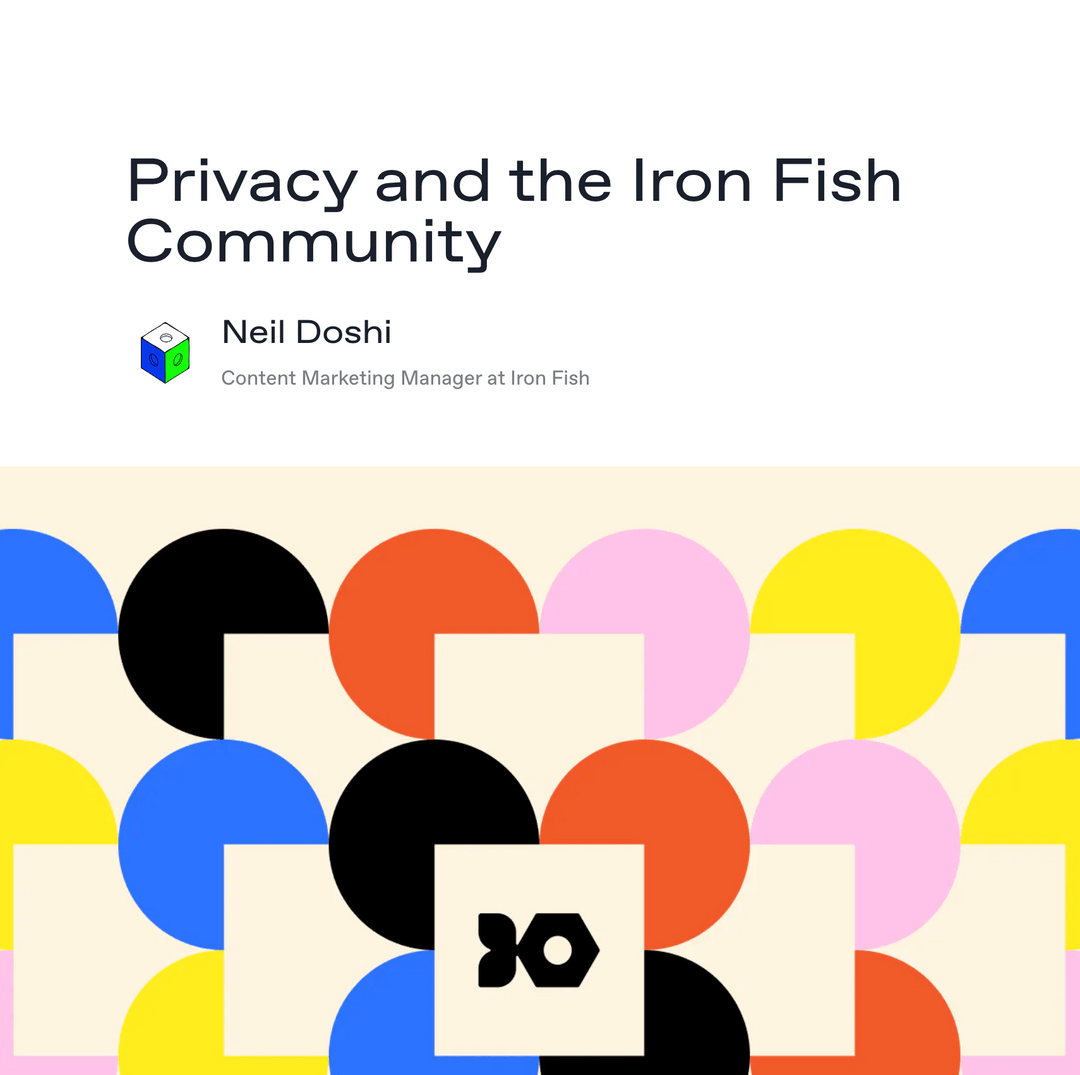 Privacy and the Iron Fish
Community
Neil Doshi
Content Marketing Manager at Iron Fish